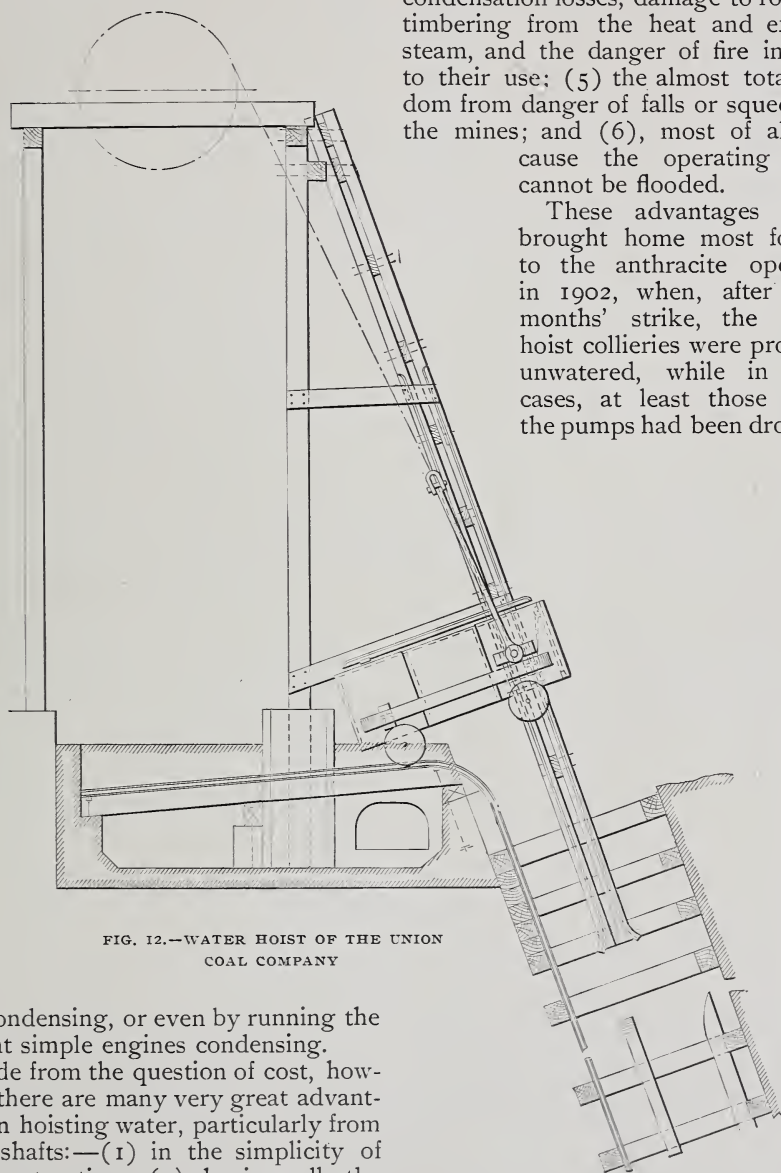 FIG. 12.—WATER HOIST OF THE UNION
COAL COMPANY
ondensing, or even by running the
nt simple engines condensing.
de from the question of cost, how-
there are many very great advant-
n hoisting water, particularly from
shafts:—(1) in the simplicity of
condensation losses, damage to ro
timbering from the heat and e
steam, and the danger of fire in
to their use; (5) the almost tota
dom from danger of falls or sque
the mines; and (6), most of a
cause the operating
cannot be flooded.
These advantages
brought home most fo
to the anthracite ope
in 1902, when, after
months' strike, the
hoist collieries were pro
unwatered, while in
cases, at least those
the pumps had been dro